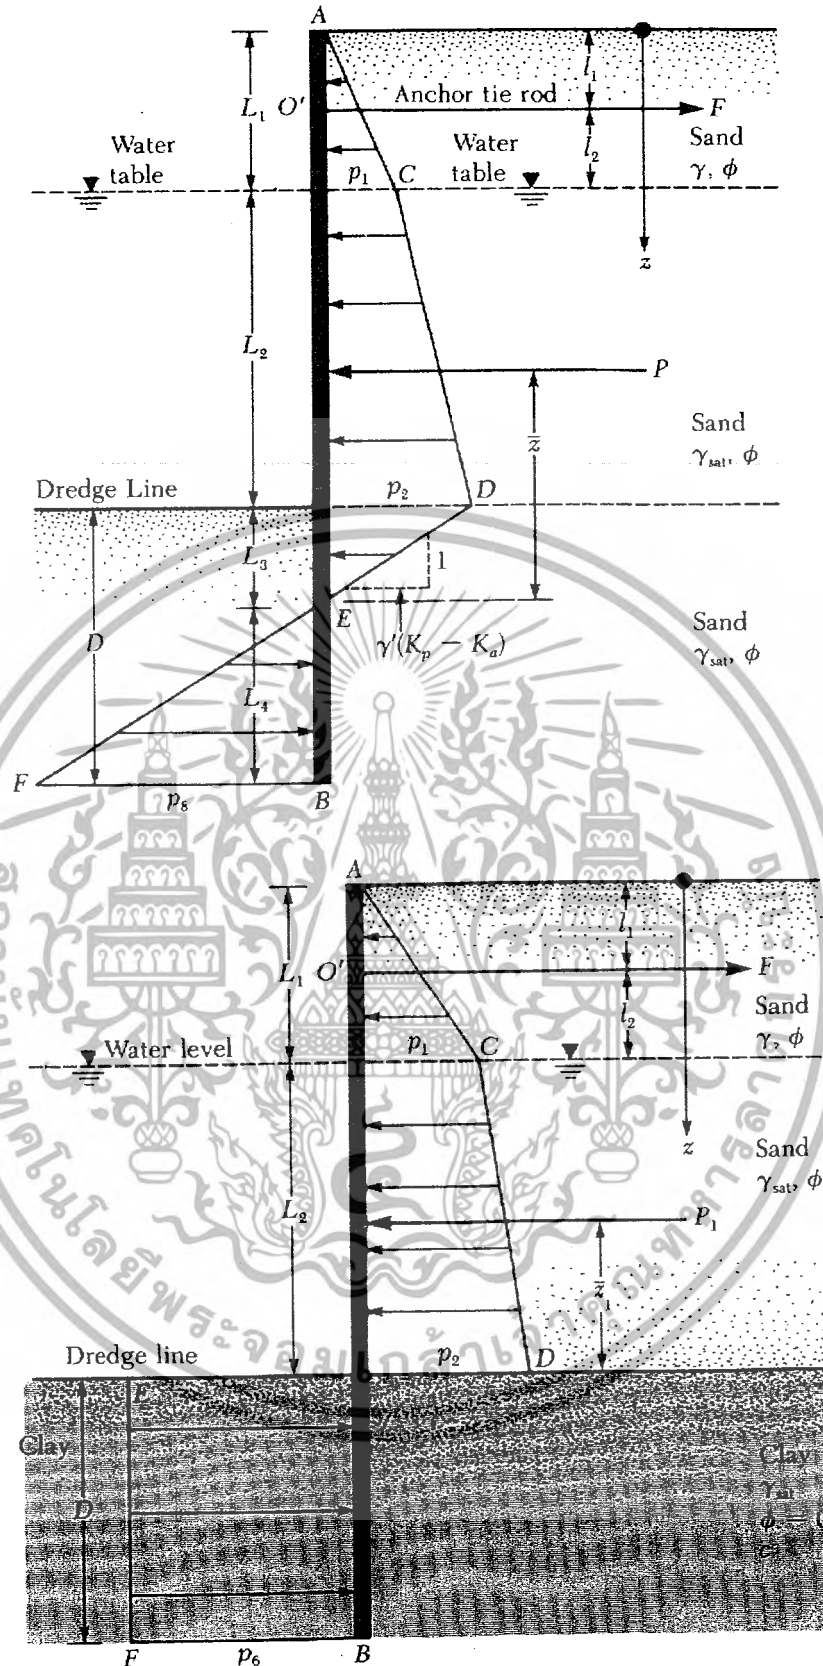 A
L₁
O′
l₁
Anchor tie rod
F
Water
table
p₁
C
Water
table
l₂
Sand
γ, φ
z
L₂
P
z̄
Sand
γsat, φ
Dredge Line
p₂
D
L₃
1
D
E
γ′(Kp − Ka)
Sand
γsat, φ
L₄
F
p₈
B
A
L₁
O′
l₁
F
l₂
Sand
γ, φ
Water level
p₁
C
z
L₂
Sand
γsat, φ
P₁
z̄₁
Dredge line
p₂
D
E
Clay
D
Clay
γsat
F
p₆
B